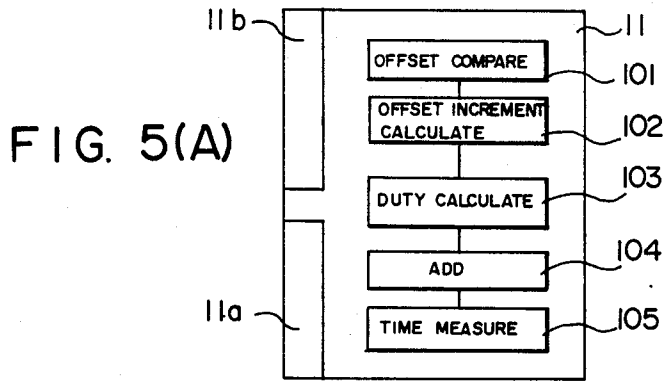 11b
11
OFFSET COMPARE
101
OFFSET INCREMENT
CALCULATE
102
FIG. 5(A)
103
DUTY CALCULATE
104
ADD
11a
TIME MEASURE
105